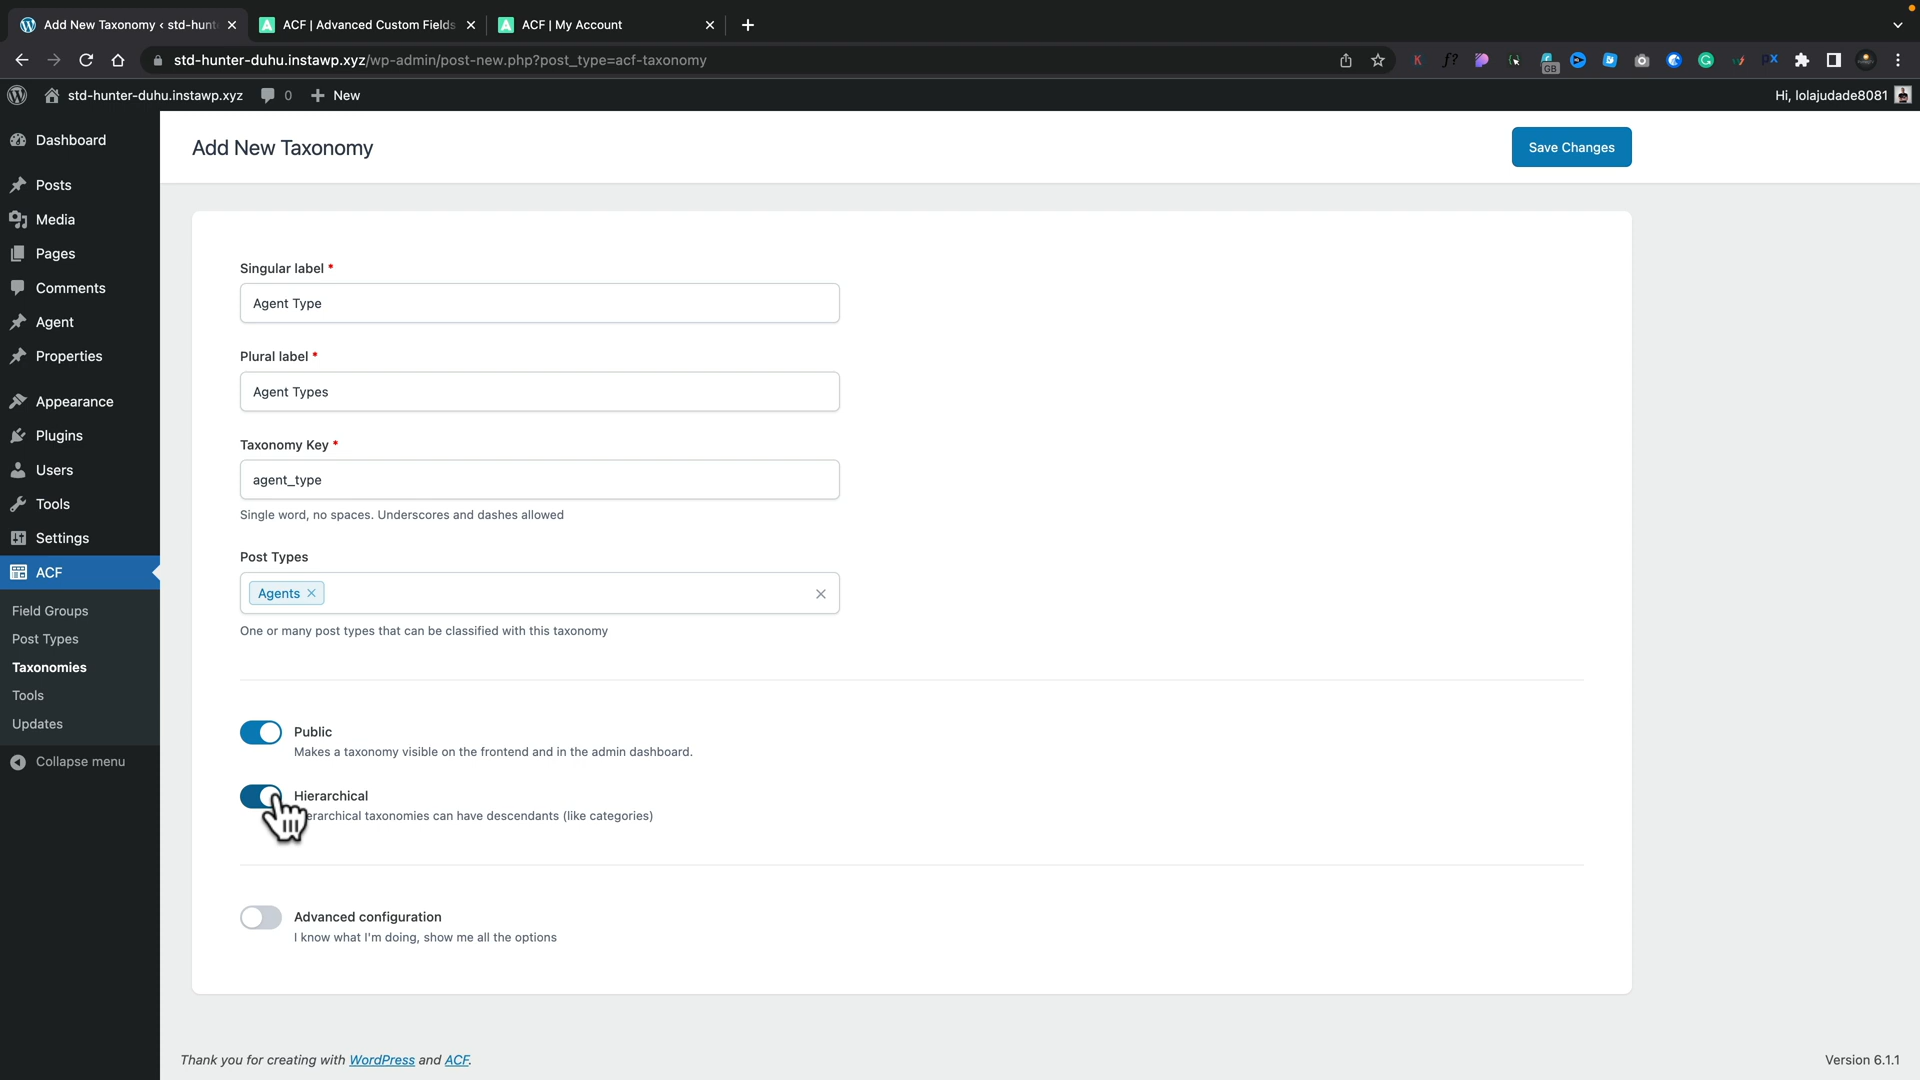 Add New Taxonomy ‹ std-hunt
ACF | Advanced Custom Fields
ACF | My Account
std-hunter-duhu.instawp.xyz/wp-admin/post-new.php?post_type=acf-taxonomy
GB
std-hunter-duhu.instawp.xyz
0
New
Hi, lolajudade8081
Dashboard
Posts
Media
Pages
Comments
Agent
Properties
Appearance
Plugins
Users
Tools
Settings
ACF
Field Groups
Post Types
Taxonomies
Tools
Updates
Collapse menu
Add New Taxonomy
Save Changes
Singular label *
Agent Type
Plural label *
Agent Types
Taxonomy Key *
agent_type
Single word, no spaces. Underscores and dashes allowed
Post Types
Agents
One or many post types that can be classified with this taxonomy
Public
Makes a taxonomy visible on the frontend and in the admin dashboard.
Hierarchical
erarchical taxonomies can have descendants (like categories)
Advanced configuration
I know what I'm doing, show me all the options
Thank you for creating with WordPress and ACF.
Version 6.1.1